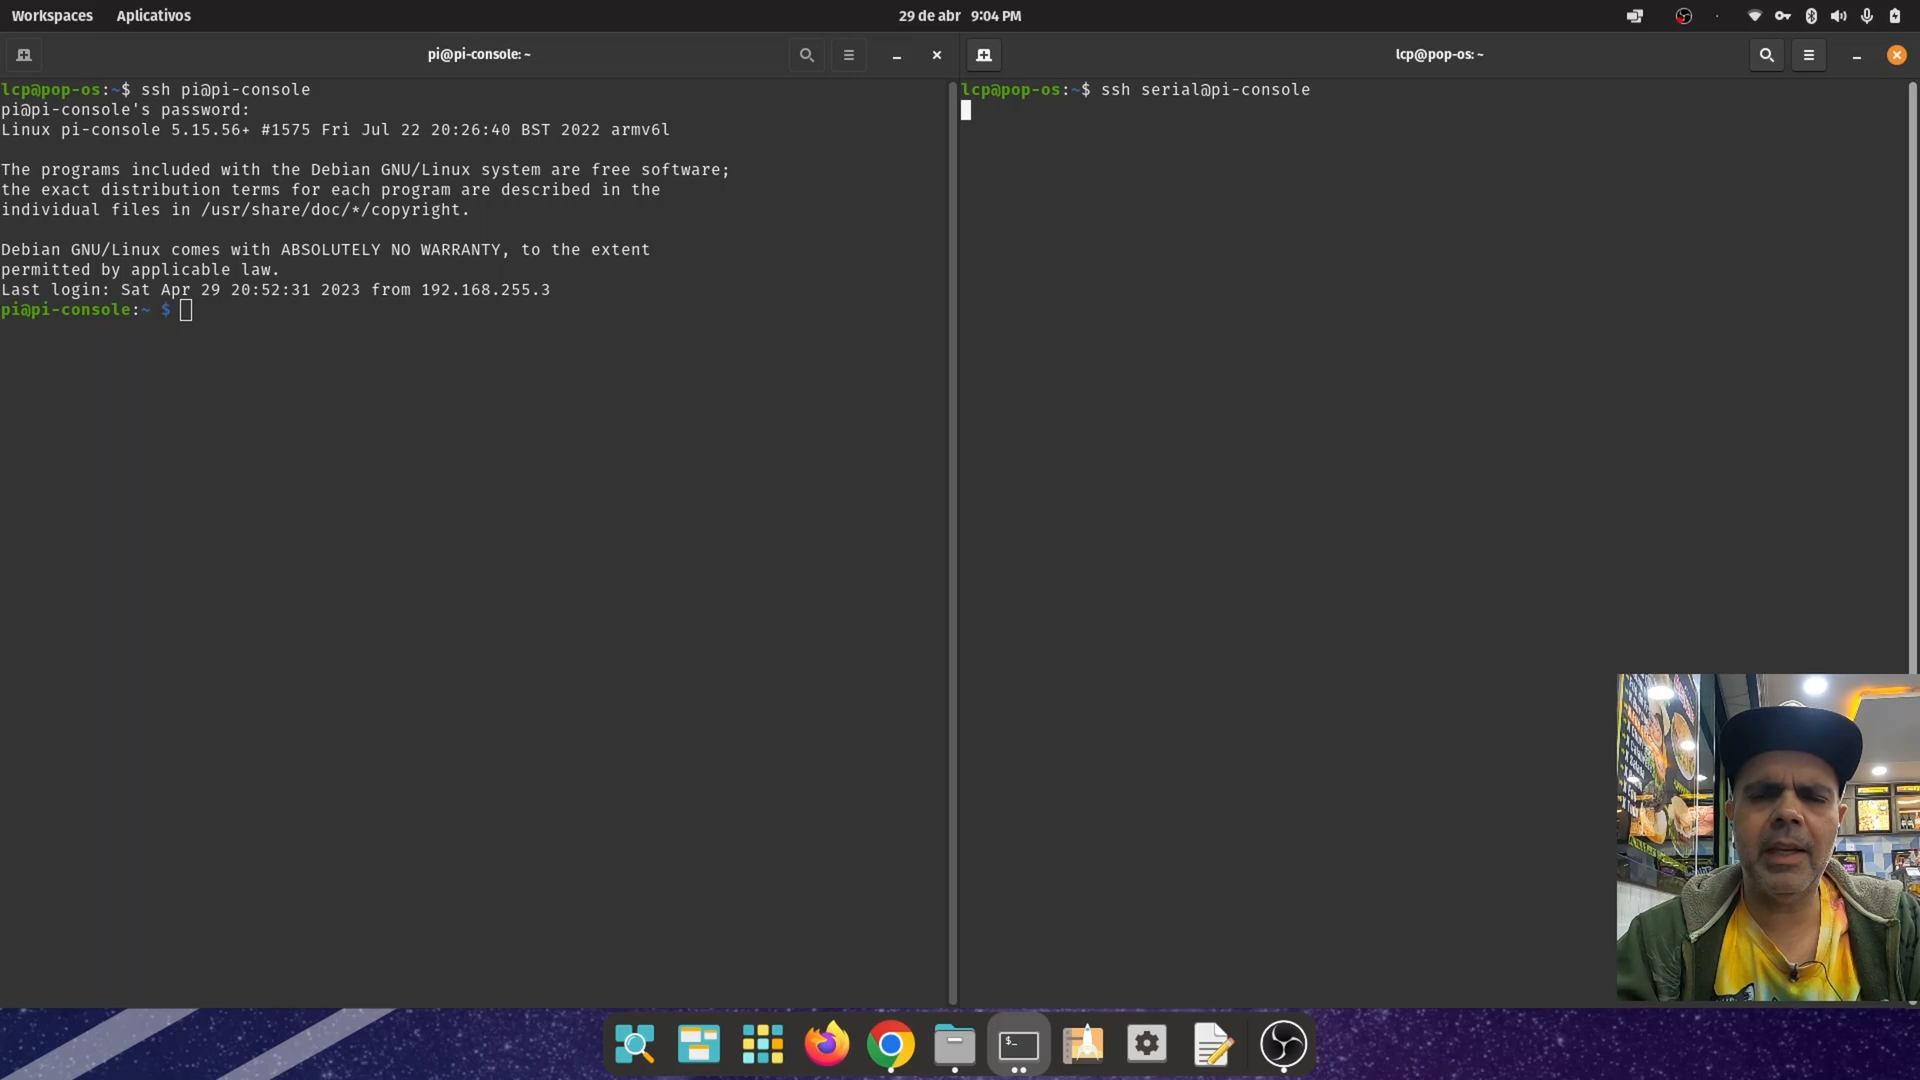 Workspaces
Aplicativos
29 de abr 9:04 PM
pi@pi-console: ~
lcp@pop-os:~$ ssh pi@pi-console
pi@pi-console's password:
Linux pi-console 5.15.56+ #1575 Fri Jul 22 20:26:40 BST 2022 armv6l
The programs included with the Debian GNU/Linux system are free software;
the exact distribution terms for each program are described in the
individual files in /usr/share/doc/*/copyright.
Debian GNU/Linux comes with ABSOLUTELY NO WARRANTY, to the extent
permitted by applicable law.
Last login: Sat Apr 29 20:52:31 2023 from 192.168.255.3
pi@pi-console:~ $
lcp@pop-os: ~
lcp@pop-os:~$ ssh serial@pi-console
$_